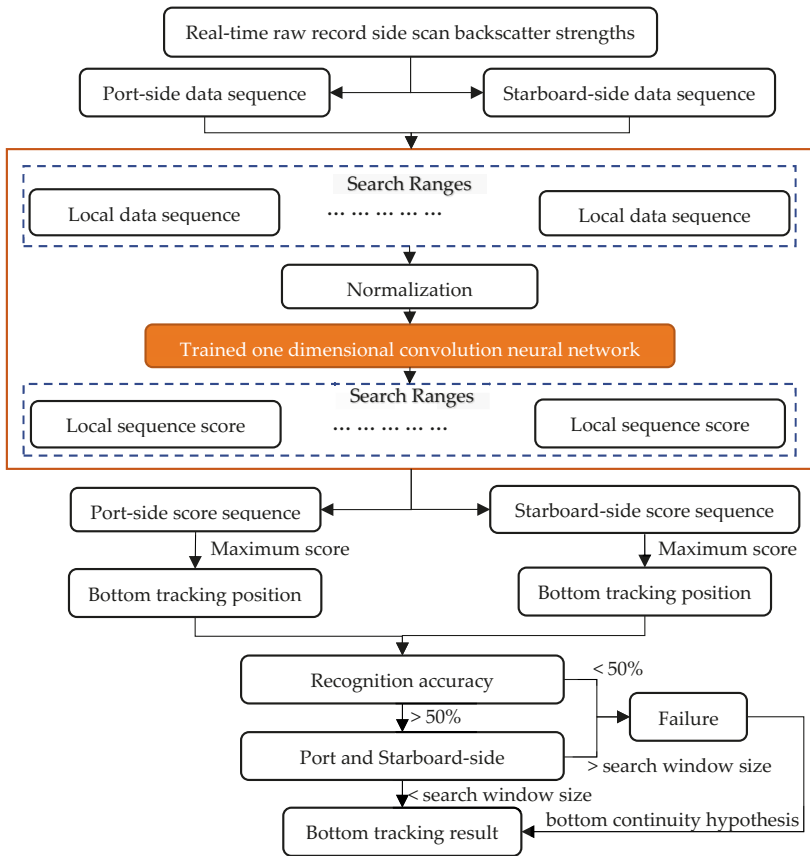 Real-time raw record side scan backscatter strengths
Port-side data sequence
Starboard-side data sequence
Search Ranges
Local data sequence
... ... ... ... ...
Local data sequence
Normalization
Trained one dimensional convolution neural network
Search Ranges
Local sequence score
... ... ... ... ...
Local sequence score
Port-side score sequence
Starboard-side score sequence
Maximum score
Maximum score
Bottom tracking position
Bottom tracking position
Recognition accuracy
< 50%
> 50%
Failure
Port and Starboard-side
> search window size
< search window size
bottom continuity hypothesis
Bottom tracking result